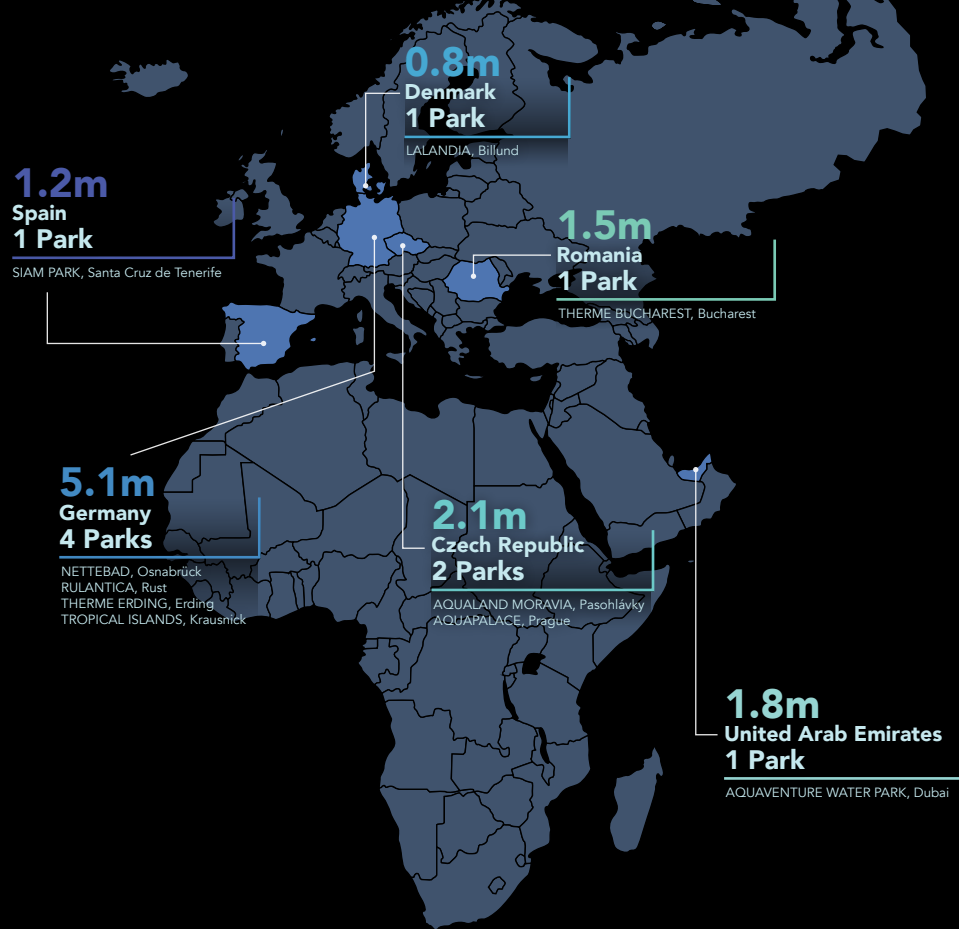 0.8m
Denmark
1 Park
LALANDIA, Billund
1.2m
Spain
1 Park
SIAM PARK, Santa Cruz de Tenerife
1.5m
Romania
1 Park
THERME BUCHAREST, Bucharest
5.1m
Germany
4 Parks
NETTEBAD, Osnabrück
RULANTICA, Rust
THERME ERDING, Erding
TROPICAL ISLANDS, Krausnick
2.1m
Czech Republic
2 Parks
AQUALAND MORAVIA, Pasohlávky
AQUAPALACE, Prague
1.8m
United Arab Emirates
1 Park
AQUAVENTURE WATER PARK, Dubai